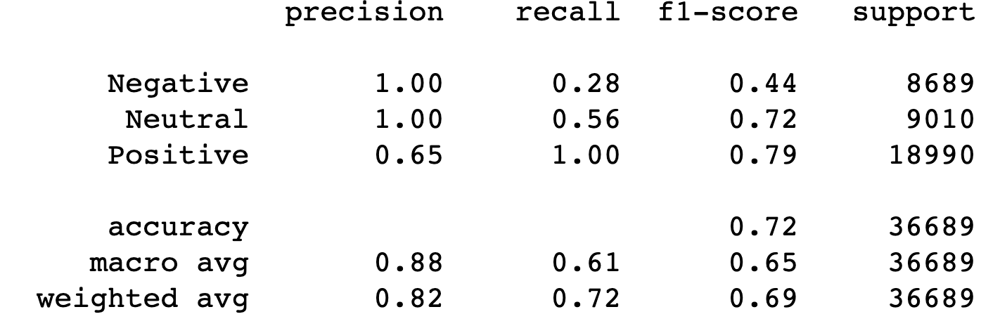 precision recall f1-score support
Negative 1.00 0.28 0.44 8689
Neutral 1.00 0.56 0.72 9010
Positive 0.65 1.00 0.79 18990
accuracy 0.72 36689
macro avg 0.88 0.61 0.65 36689
weighted avg 0.82 0.72 0.69 36689